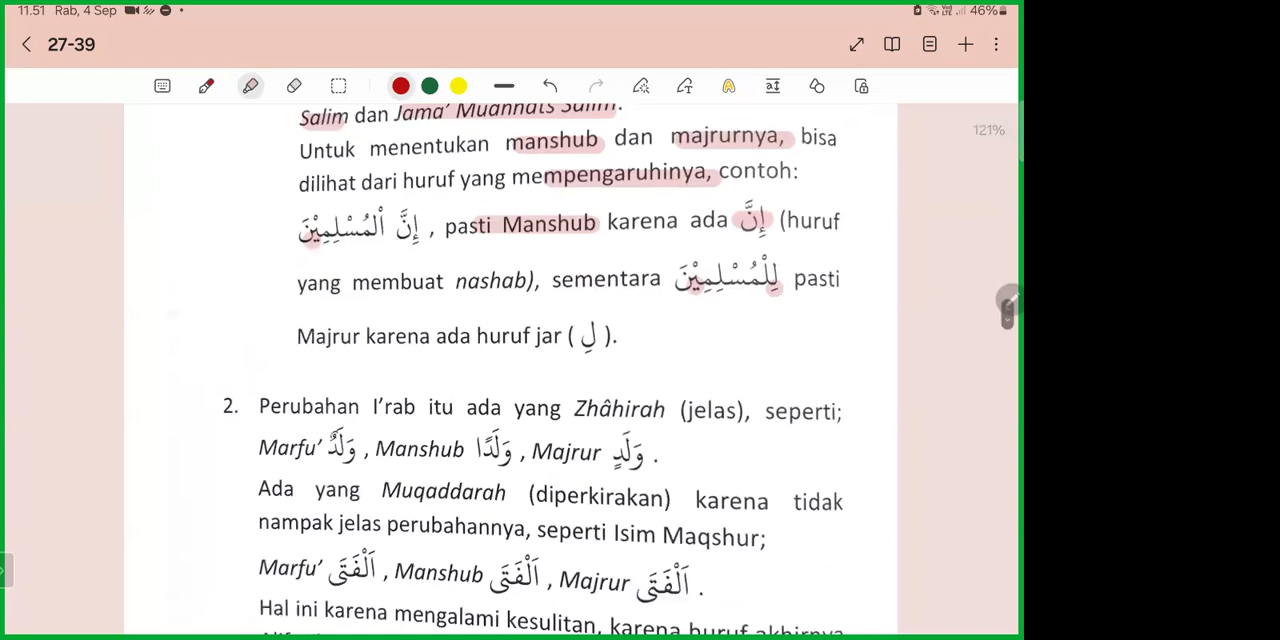 11.51 Rab, 4 Sep 46%
27-39
121%
Salim dan Jama' Muannats Salim.
Untuk menentukan manshub dan majrurnya, bisa
dilihat dari huruf yang mempengaruhinya, contoh:
إِنَّ اْلمُسْلِمِيْنَ , pasti Manshub karena ada إِنَّ (huruf
yang membuat nashab), sementara لِلْمُسْلِمِيْنَ pasti
Majrur karena ada huruf jar ( لِ ).
2. Perubahan I'rab itu ada yang Zhâhirah (jelas), seperti;
Marfu' وَلَدٌ , Manshub وَلَدًا , Majrur وَلَدٍ .
Ada yang Muqaddarah (diperkirakan) karena tidak
nampak jelas perubahannya, seperti Isim Maqshur;
Marfu' اَلْفَتَى , Manshub اَلْفَتَى , Majrur اَلْفَتَى .
Hal ini karena mengalami kesulitan, karena huruf akhirnya